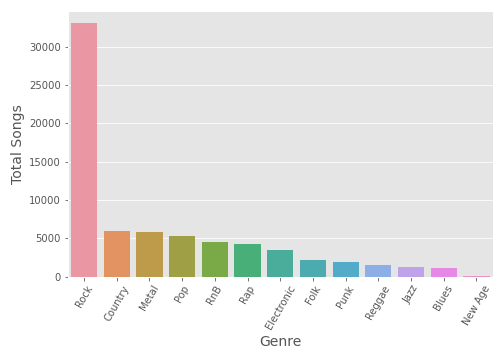 Total Songs
30000
25000
20000
15000
10000
5000
0
Rock
Country
Metal
Pop
RnB
Rap
Electronic
Folk
Punk
Reggae
Jazz
Blues
New Age
Genre